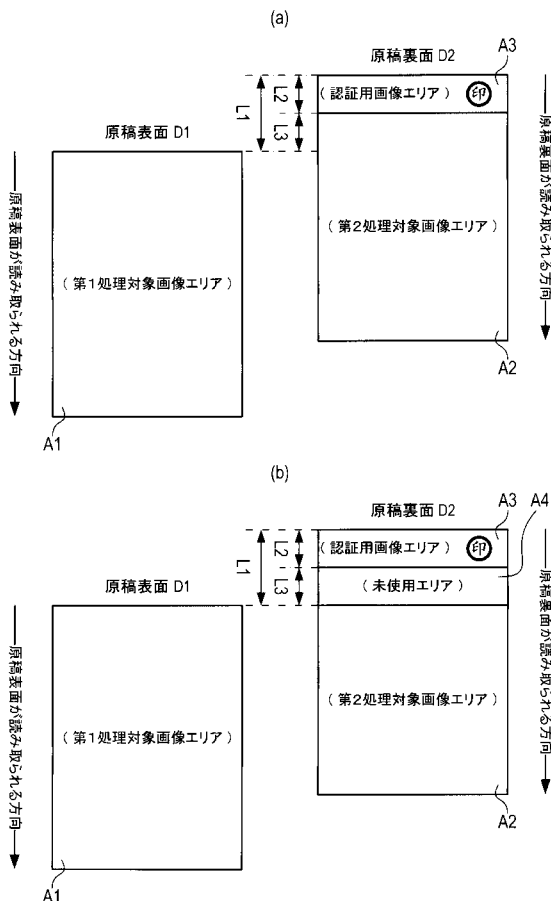 (a)
原稿裏面 D2
A3
(認証用画像エリア)
印
L1
L2
L3
原稿表面 D1
(第1処理対象画像エリア)
(第2処理対象画像エリア)
原稿表面が読み取られる方向
原稿裏面が読み取られる方向
A2
A1
(b)
原稿裏面 D2
A3
A4
(認証用画像エリア)
印
L1
L2
L3
(未使用エリア)
原稿表面 D1
(第2処理対象画像エリア)
(第1処理対象画像エリア)
原稿表面が読み取られる方向
原稿裏面が読み取られる方向
A2
A1